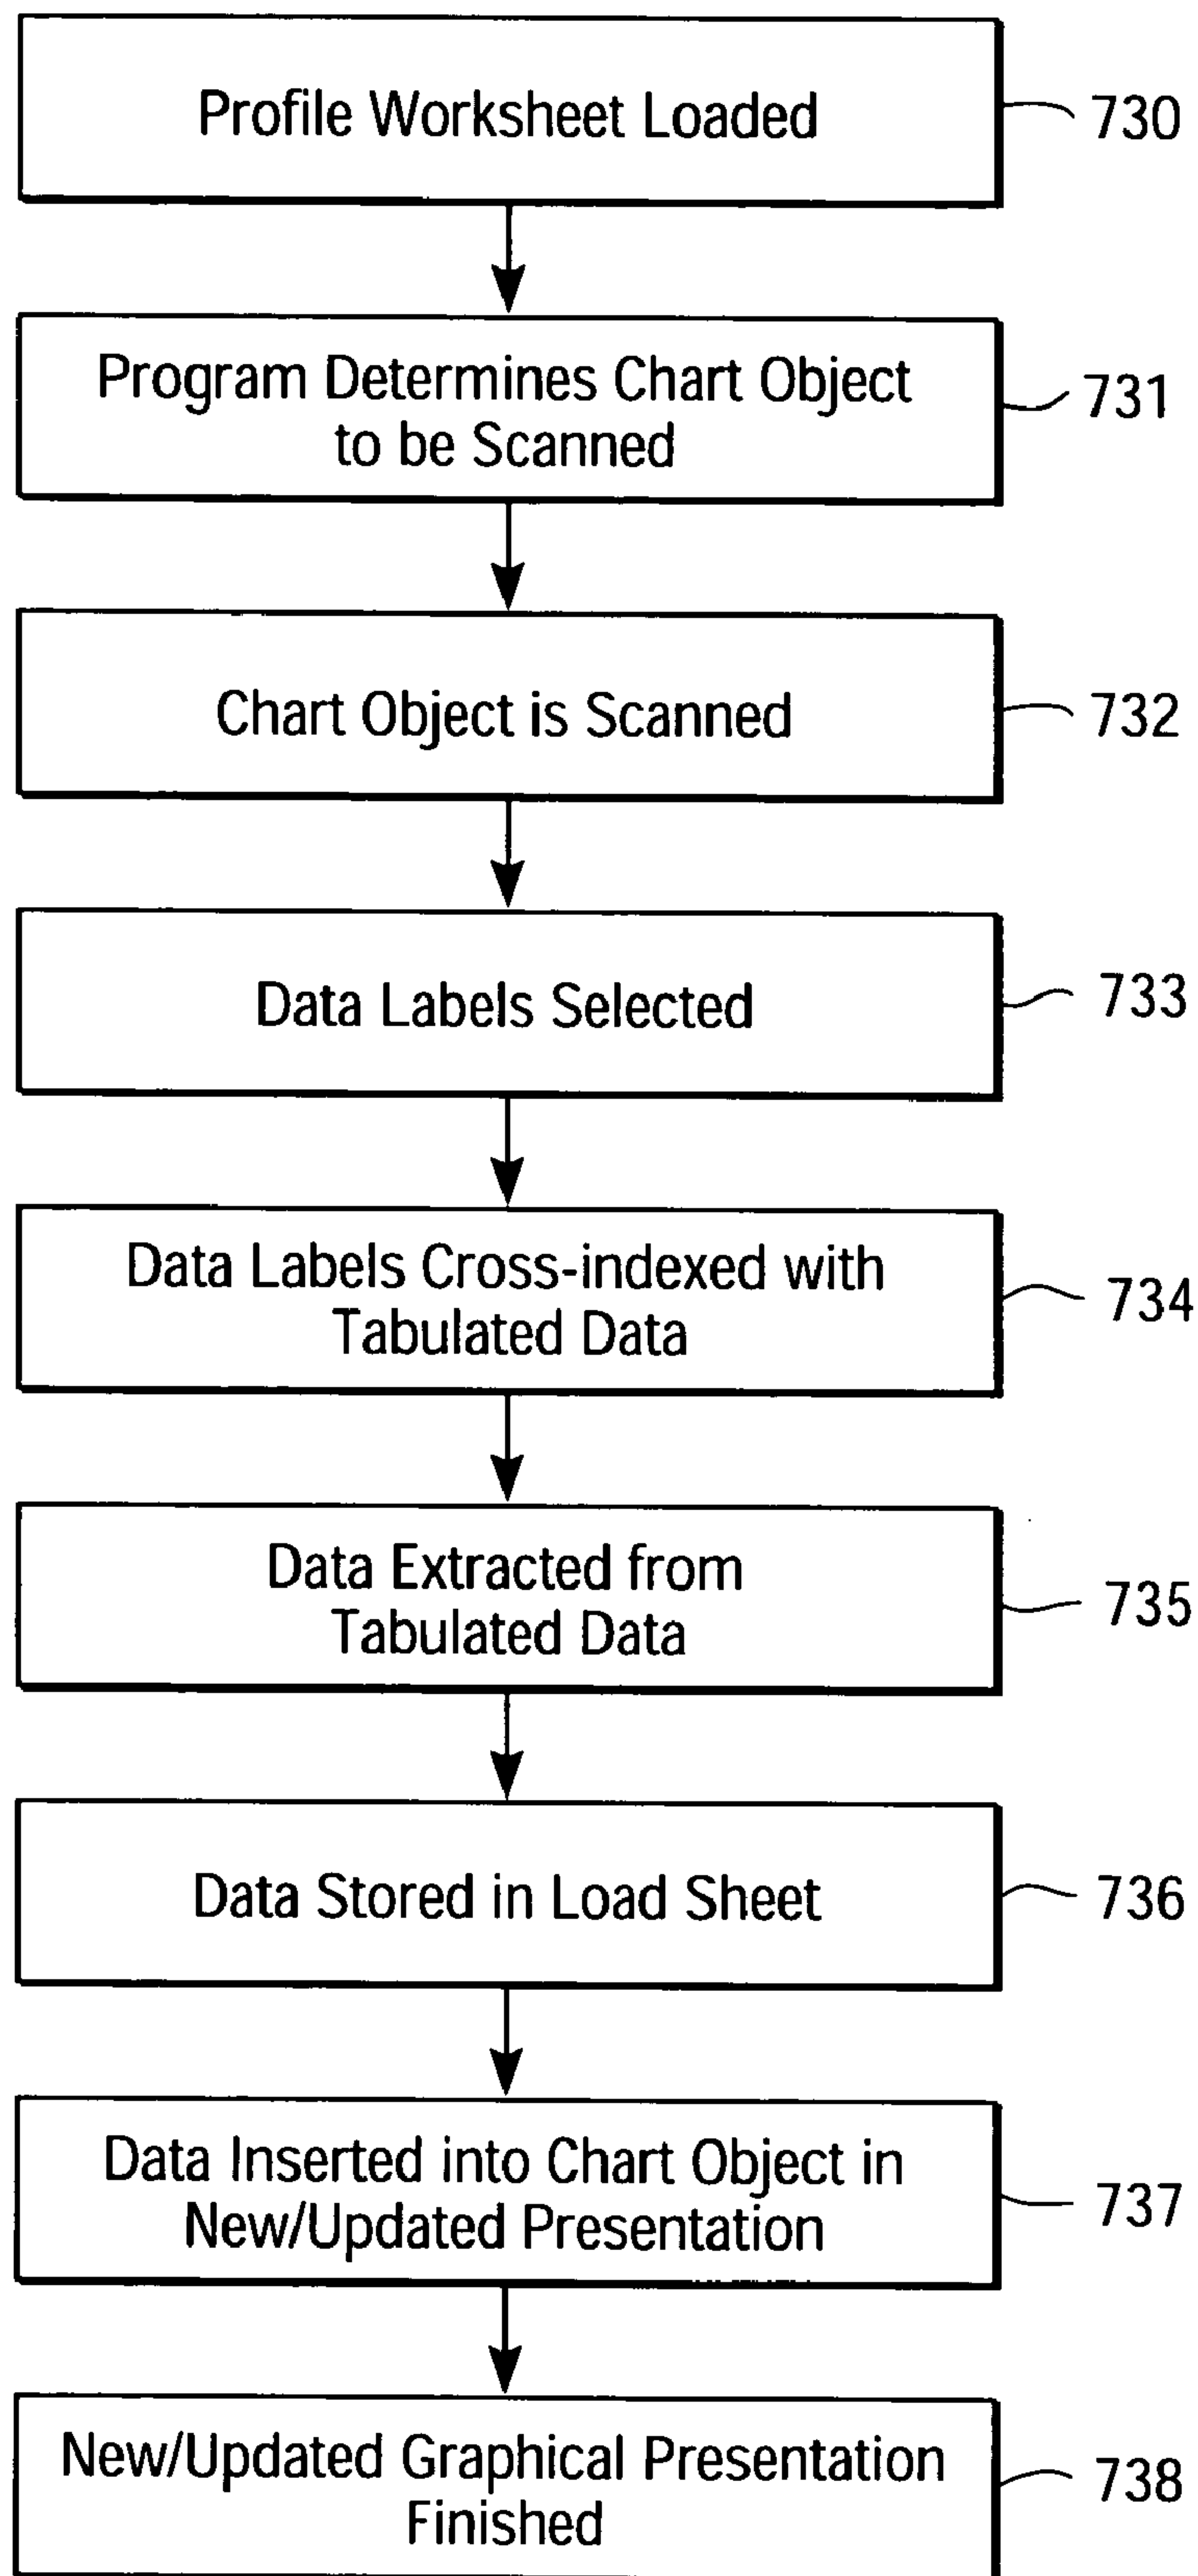 Profile Worksheet Loaded
730
Program Determines Chart Object
to be Scanned
731
Chart Object is Scanned
732
Data Labels Selected
733
Data Labels Cross-indexed with
Tabulated Data
734
Data Extracted from
Tabulated Data
735
Data Stored in Load Sheet
736
Data Inserted into Chart Object in
New/Updated Presentation
737
New/Updated Graphical Presentation
Finished
738